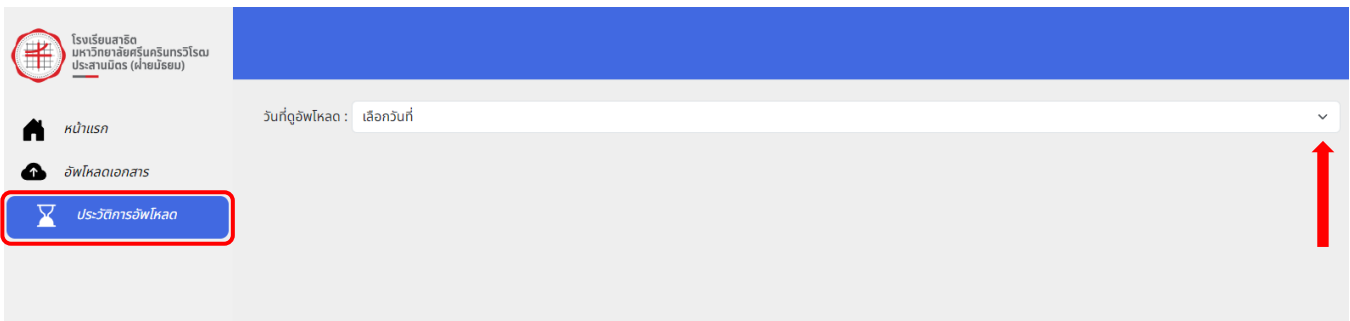 โรงเรียนสาธิต
มหาวิทยาลัยศรีนครินทรวิโรฒ
ประสานมิตร (ฝ่ายมัธยม)
หน้าแรก
อัพโหลดเอกสาร
ประวัติการอัพโหลด
วันที่ดูอัพโหลด : เลือกวันที่